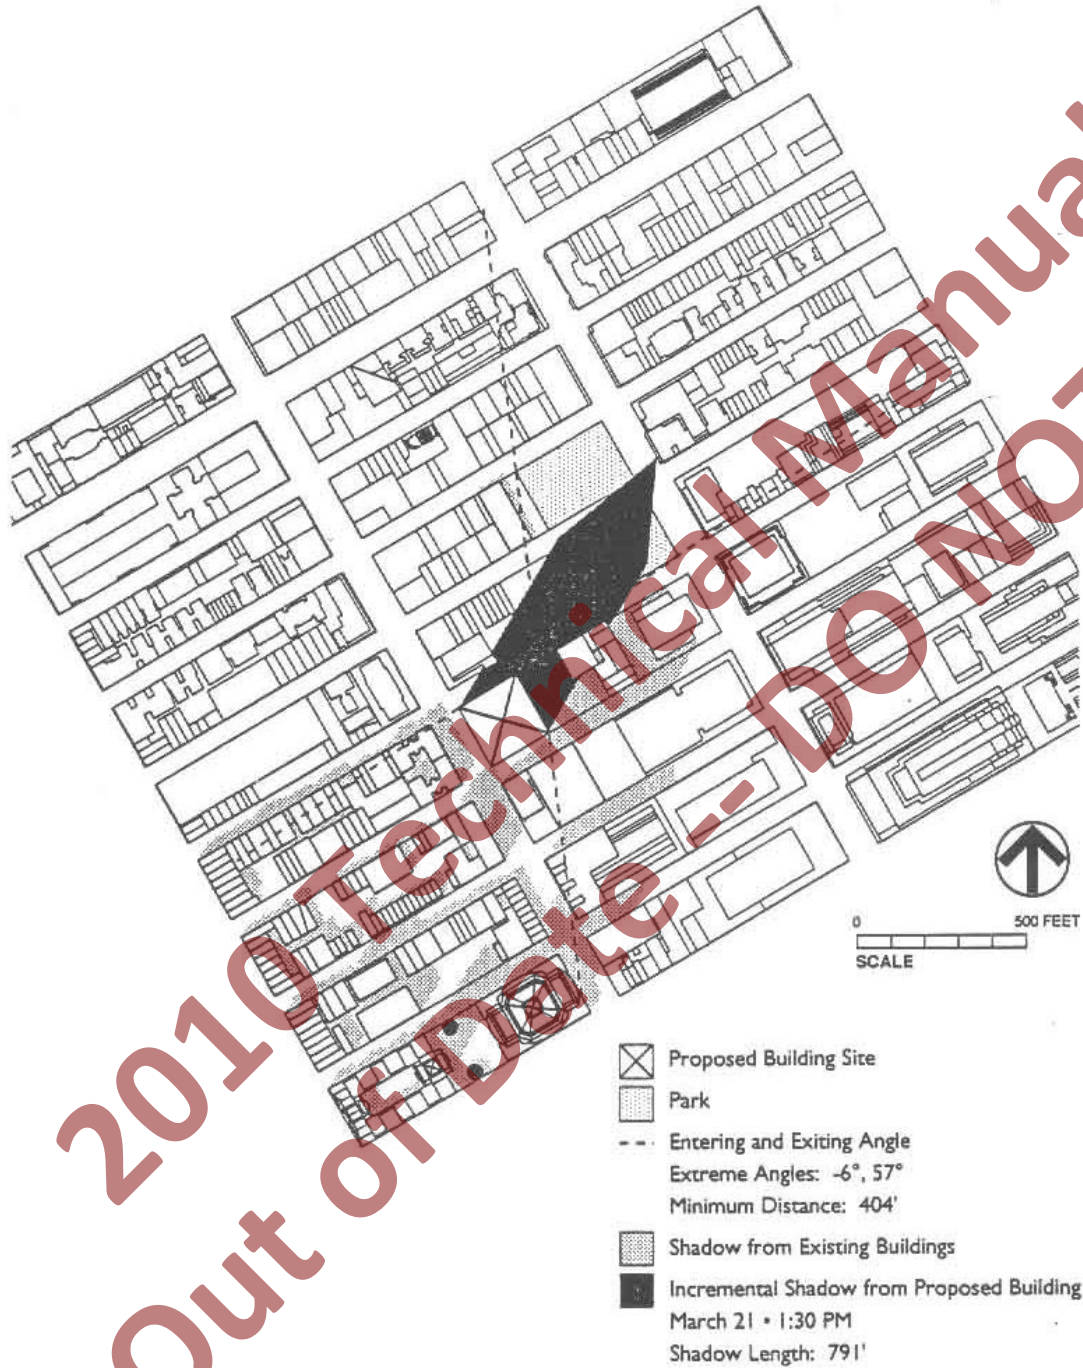 2010 Technical Manual
Out of Date -- DO NOT
0 500 FEET
SCALE
Proposed Building Site
Park
Entering and Exiting Angle
Extreme Angles: -6°, 57°
Minimum Distance: 404'
Shadow from Existing Buildings
Incremental Shadow from Proposed Building
March 21 • 1:30 PM
Shadow Length: 791'